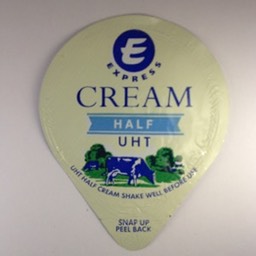 E
EXPRESS
CREAM
HALF
UHT
UHT HALF CREAM SHAKE WELL BEFORE USE
SNAP UP
PEEL BACK